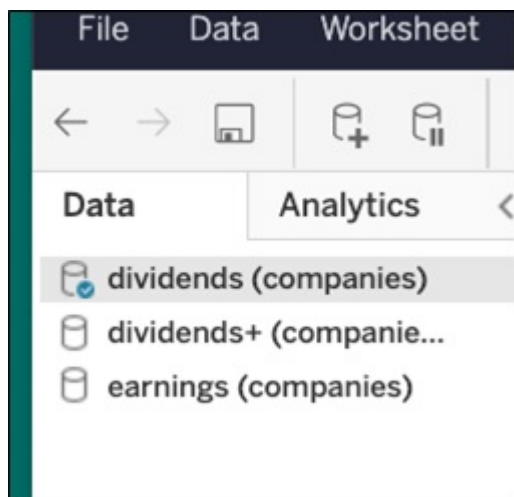 File Data Worksheet
Data Analytics
dividends (companies)
dividends+ (companie...
earnings (companies)